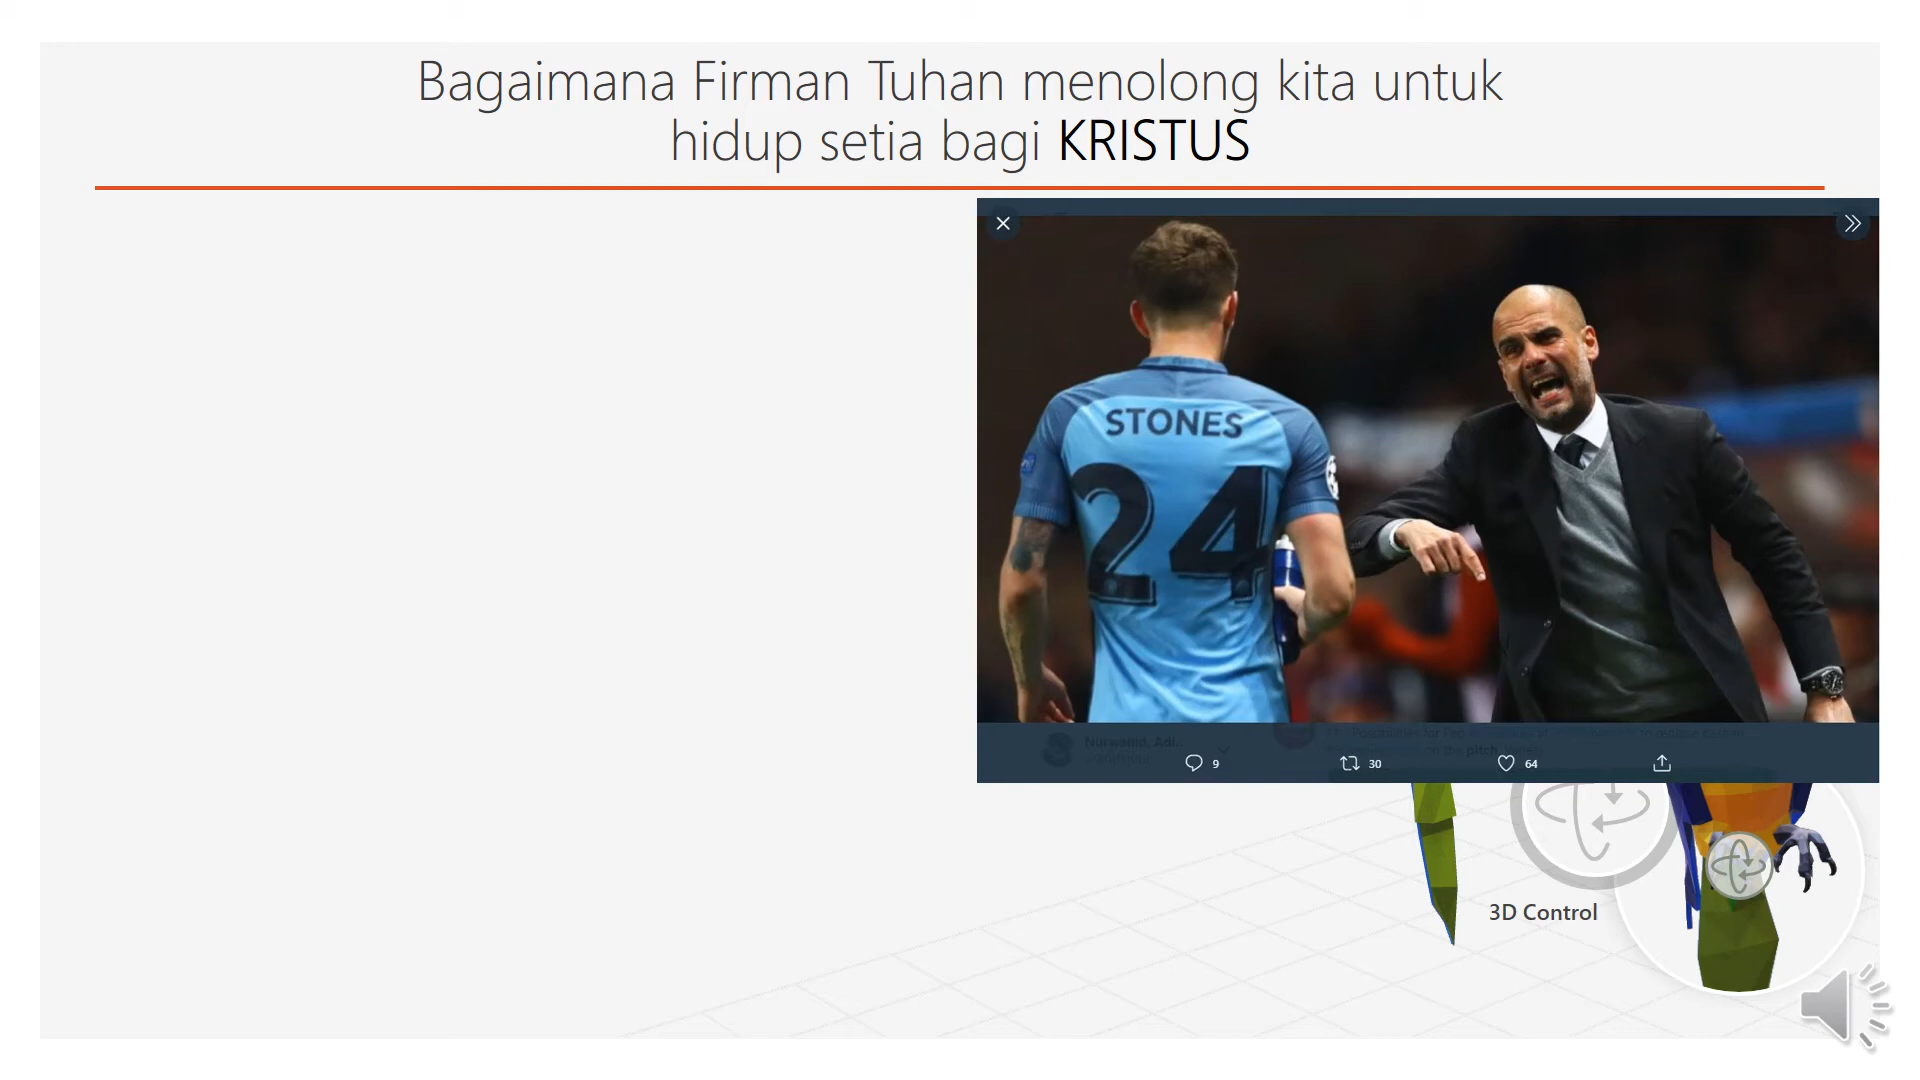 Bagaimana Firman Tuhan menolong kita untuk
hidup setia bagi KRISTUS
STONES
24
9
30
64
3D Control